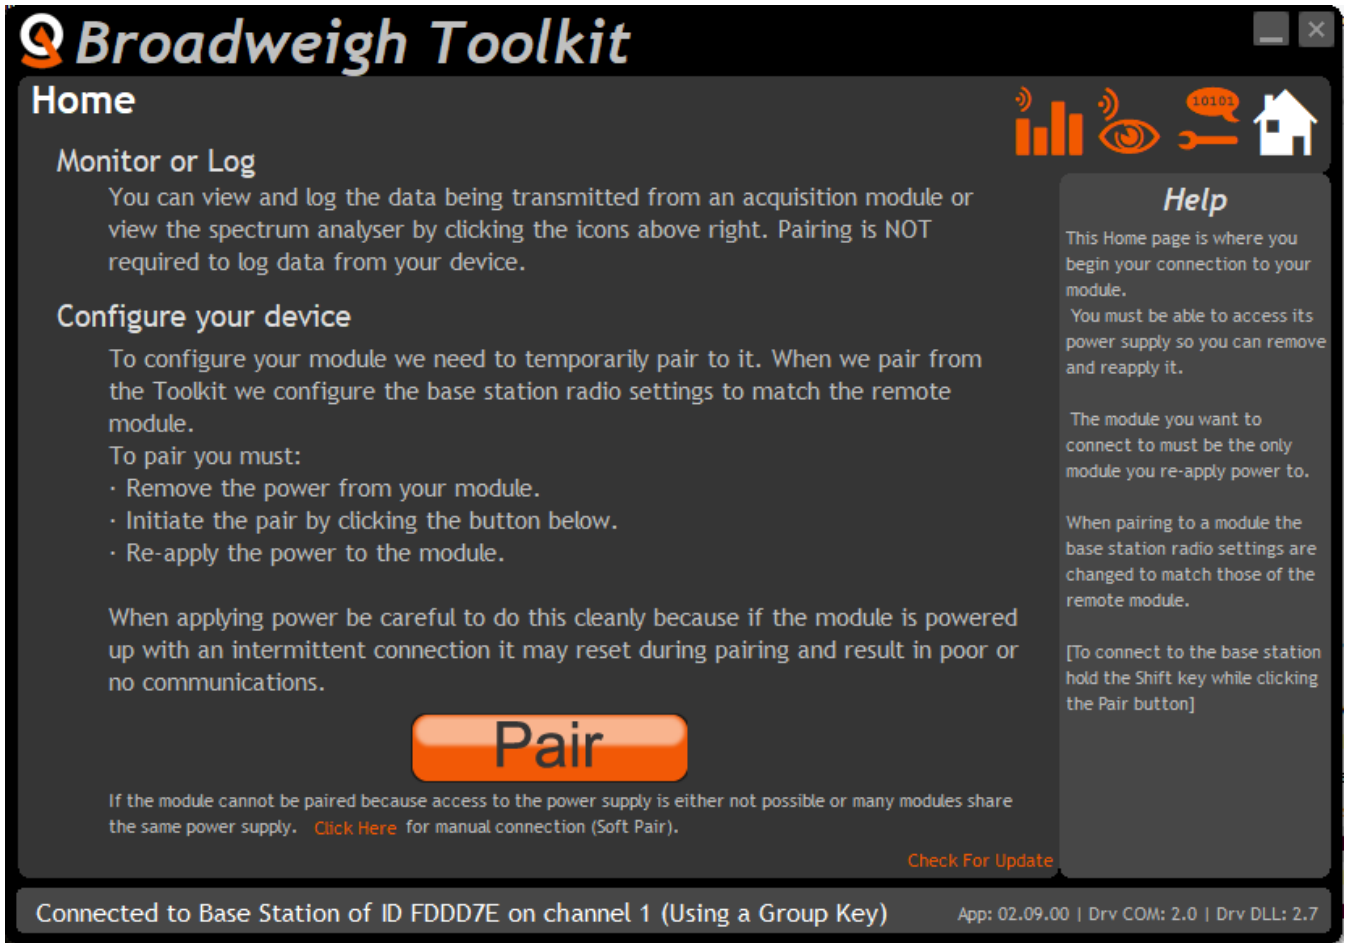 Broadweigh Toolkit
Home
10101
Monitor or Log
You can view and log the data being transmitted from an acquisition module or
view the spectrum analyser by clicking the icons above right. Pairing is NOT
required to log data from your device.
Configure your device
To configure your module we need to temporarily pair to it. When we pair from
the Toolkit we configure the base station radio settings to match the remote
module.
To pair you must:
· Remove the power from your module.
· Initiate the pair by clicking the button below.
· Re-apply the power to the module.
When applying power be careful to do this cleanly because if the module is powered
up with an intermittent connection it may reset during pairing and result in poor or
no communications.
Pair
If the module cannot be paired because access to the power supply is either not possible or many modules share
the same power supply. Click Here for manual connection (Soft Pair).
Check For Update
Help
This Home page is where you
begin your connection to your
module.
You must be able to access its
power supply so you can remove
and reapply it.
The module you want to
connect to must be the only
module you re-apply power to.
When pairing to a module the
base station radio settings are
changed to match those of the
remote module.
[To connect to the base station
hold the Shift key while clicking
the Pair button]
Connected to Base Station of ID FDDD7E on channel 1 (Using a Group Key)
App: 02.09.00 | Drv COM: 2.0 | Drv DLL: 2.7